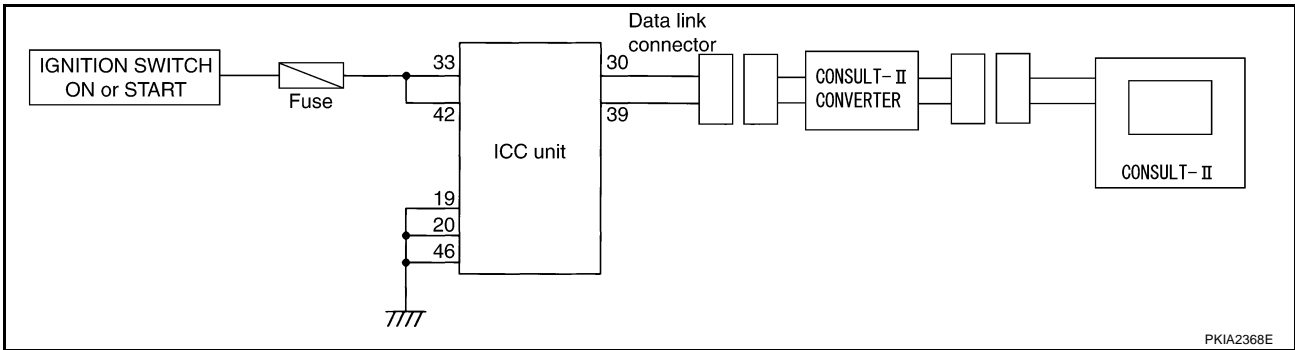 Data link
connector
IGNITION SWITCH
ON or START
Fuse
33
42
19
20
46
ICC unit
30
39
CONSULT-II
CONVERTER
CONSULT-II
PKIA2368E